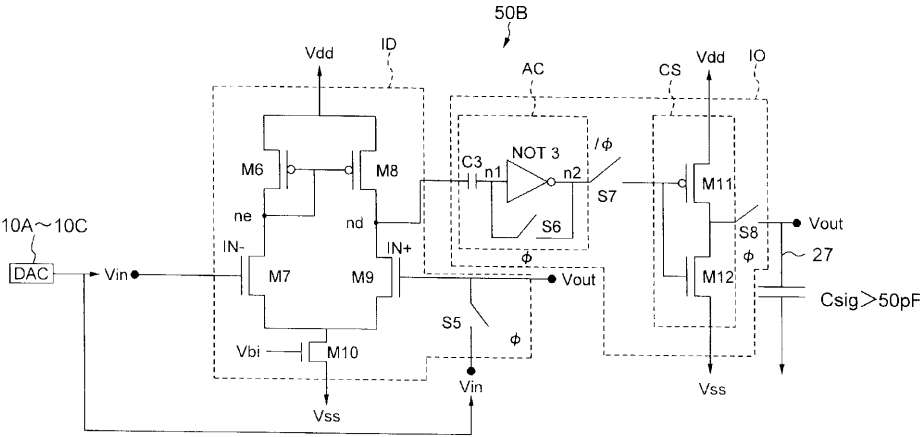 50B
Vdd
ID
AC
CS
Vdd
IO
M6
M8
C3
n1
NOT 3
n2
/ϕ
S7
M11
ne
nd
S6
S8
Vout
10A～10C
IN-
IN+
ϕ
ϕ
27
DAC
Vin
M7
M9
Vout
M12
Csig＞50pF
S5
ϕ
Vbi
M10
Vin
Vss
Vss